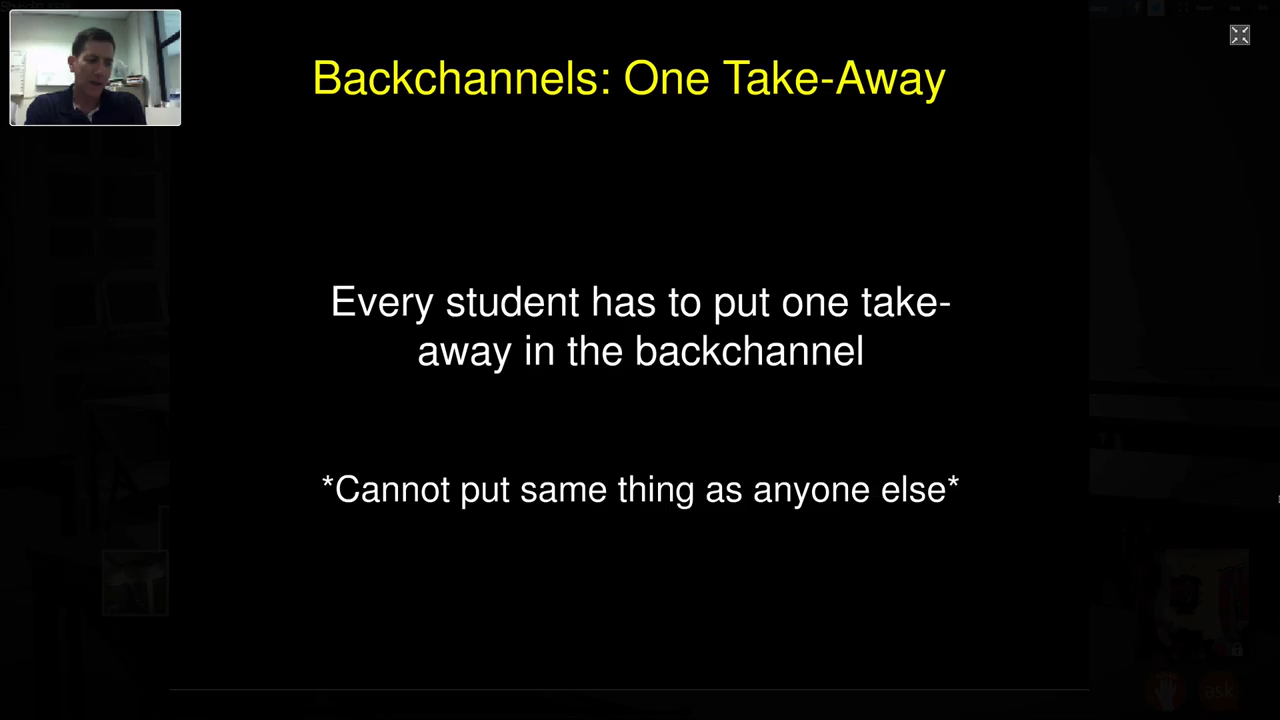 Backchannels: One Take-Away
Every student has to put one take-
away in the backchannel
*Cannot put same thing as anyone else*
ask